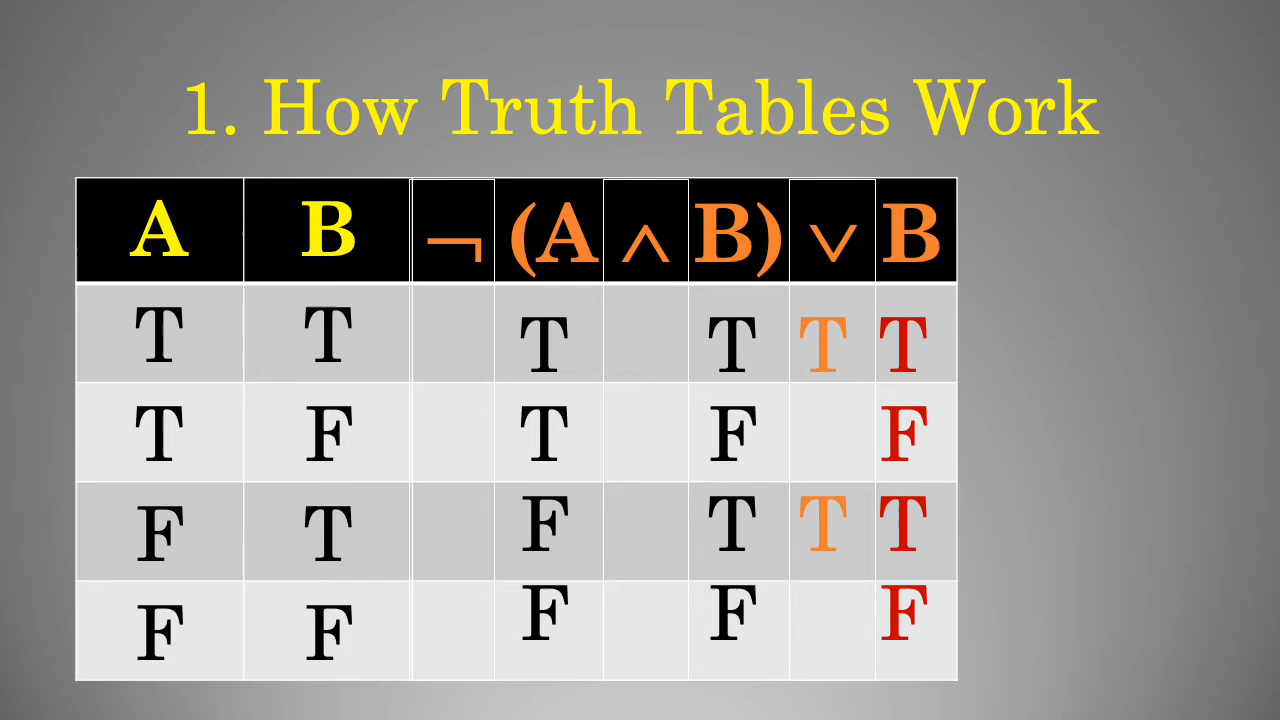 1. How Truth Tables Work
A B ¬ (A ∧ B) ∨ B
T T T T T T
T F T F F
F T F T T T
F F F F F